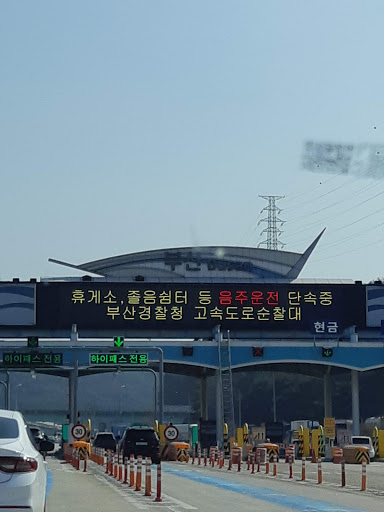 부산
휴게소,졸음쉼터 등 음주운전 단속중
부산경찰청 고속도로순찰대
현금
하이패스 전용
하이패스 전용
30
30